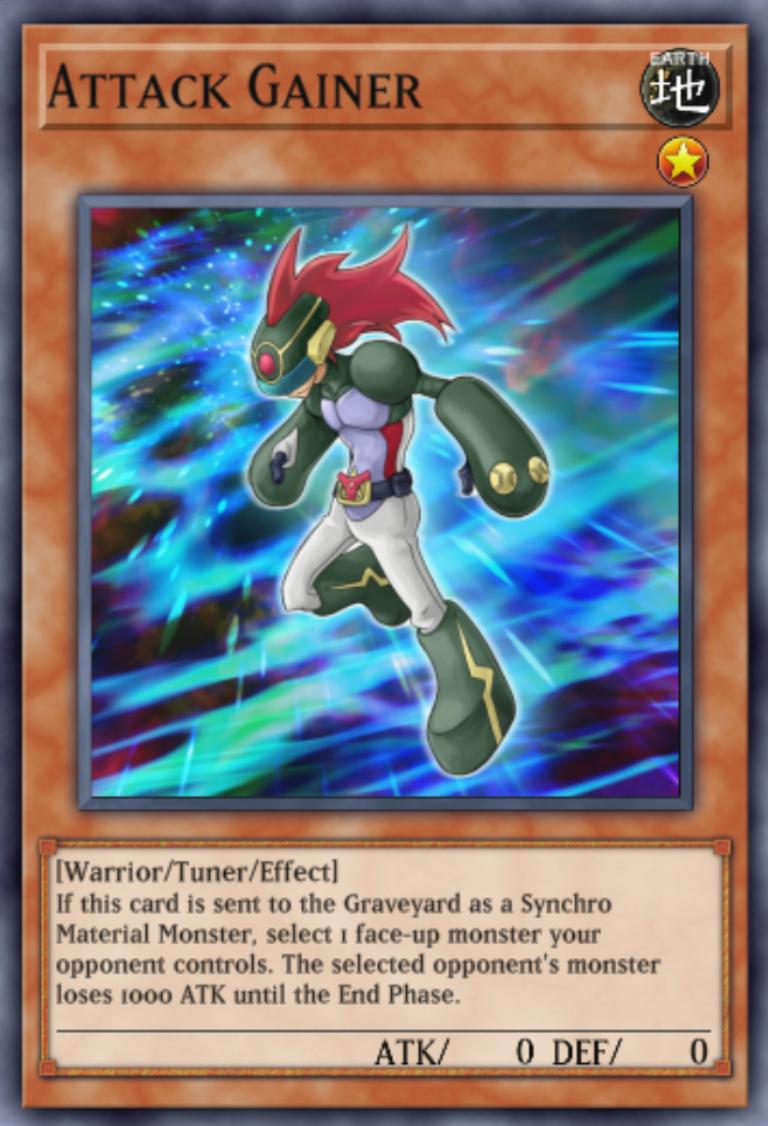 Attack Gainer
EARTH
地
[Warrior/Tuner/Effect]
If this card is sent to the Graveyard as a Synchro
Material Monster, select 1 face-up monster your
opponent controls. The selected opponent's monster
loses 1000 ATK until the End Phase.
ATK/ 0 DEF/ 0